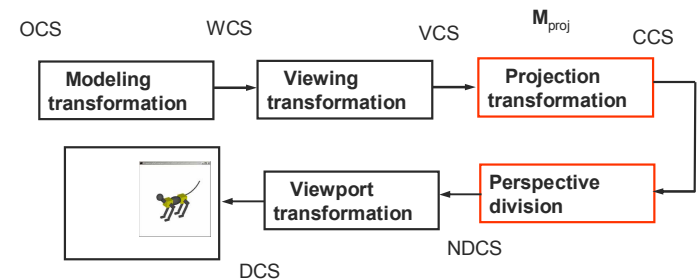 M proj
OCS WCS VCS CCS
Modeling transformation
Viewing transformation
Projection transformation
Perspective division
Viewport transformation
NDCS
DCS